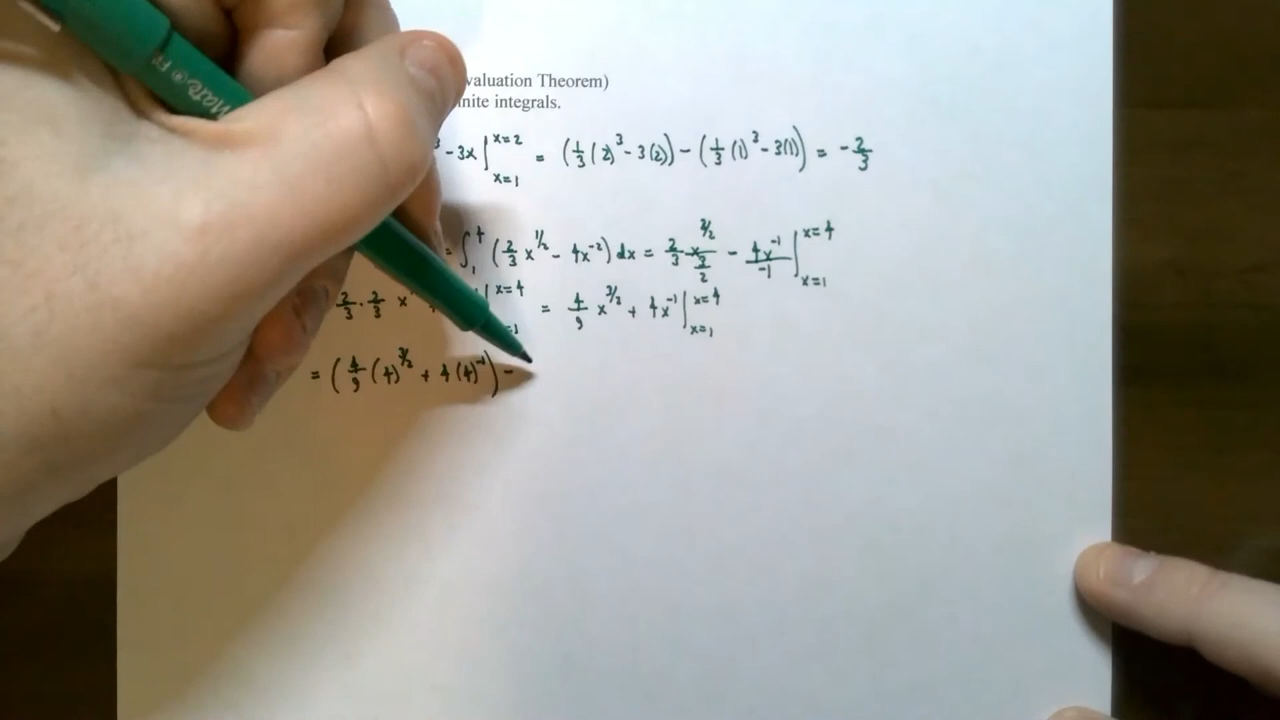 Mate
valuation Theorem)
inite integrals.
³ - 3x |_{x=1}^{x=2} = (1/3 (2)³ - 3(2)) - (1/3 (1)³ - 3(1)) = - 2/3
= ∫₁⁴ (2/3 x^{1/2} - 4x⁻²) dx = 2/3 x^{3/2}/(3/2) - 4x⁻¹/-1 |_{x=1}^{x=4}
2/3 · 2/3 x |^{x=4} = 4/9 x^{3/2} + 4x⁻¹ |_{x=1}^{x=4}
= (4/9 (4)^{3/2} + 4(4)⁻¹) -